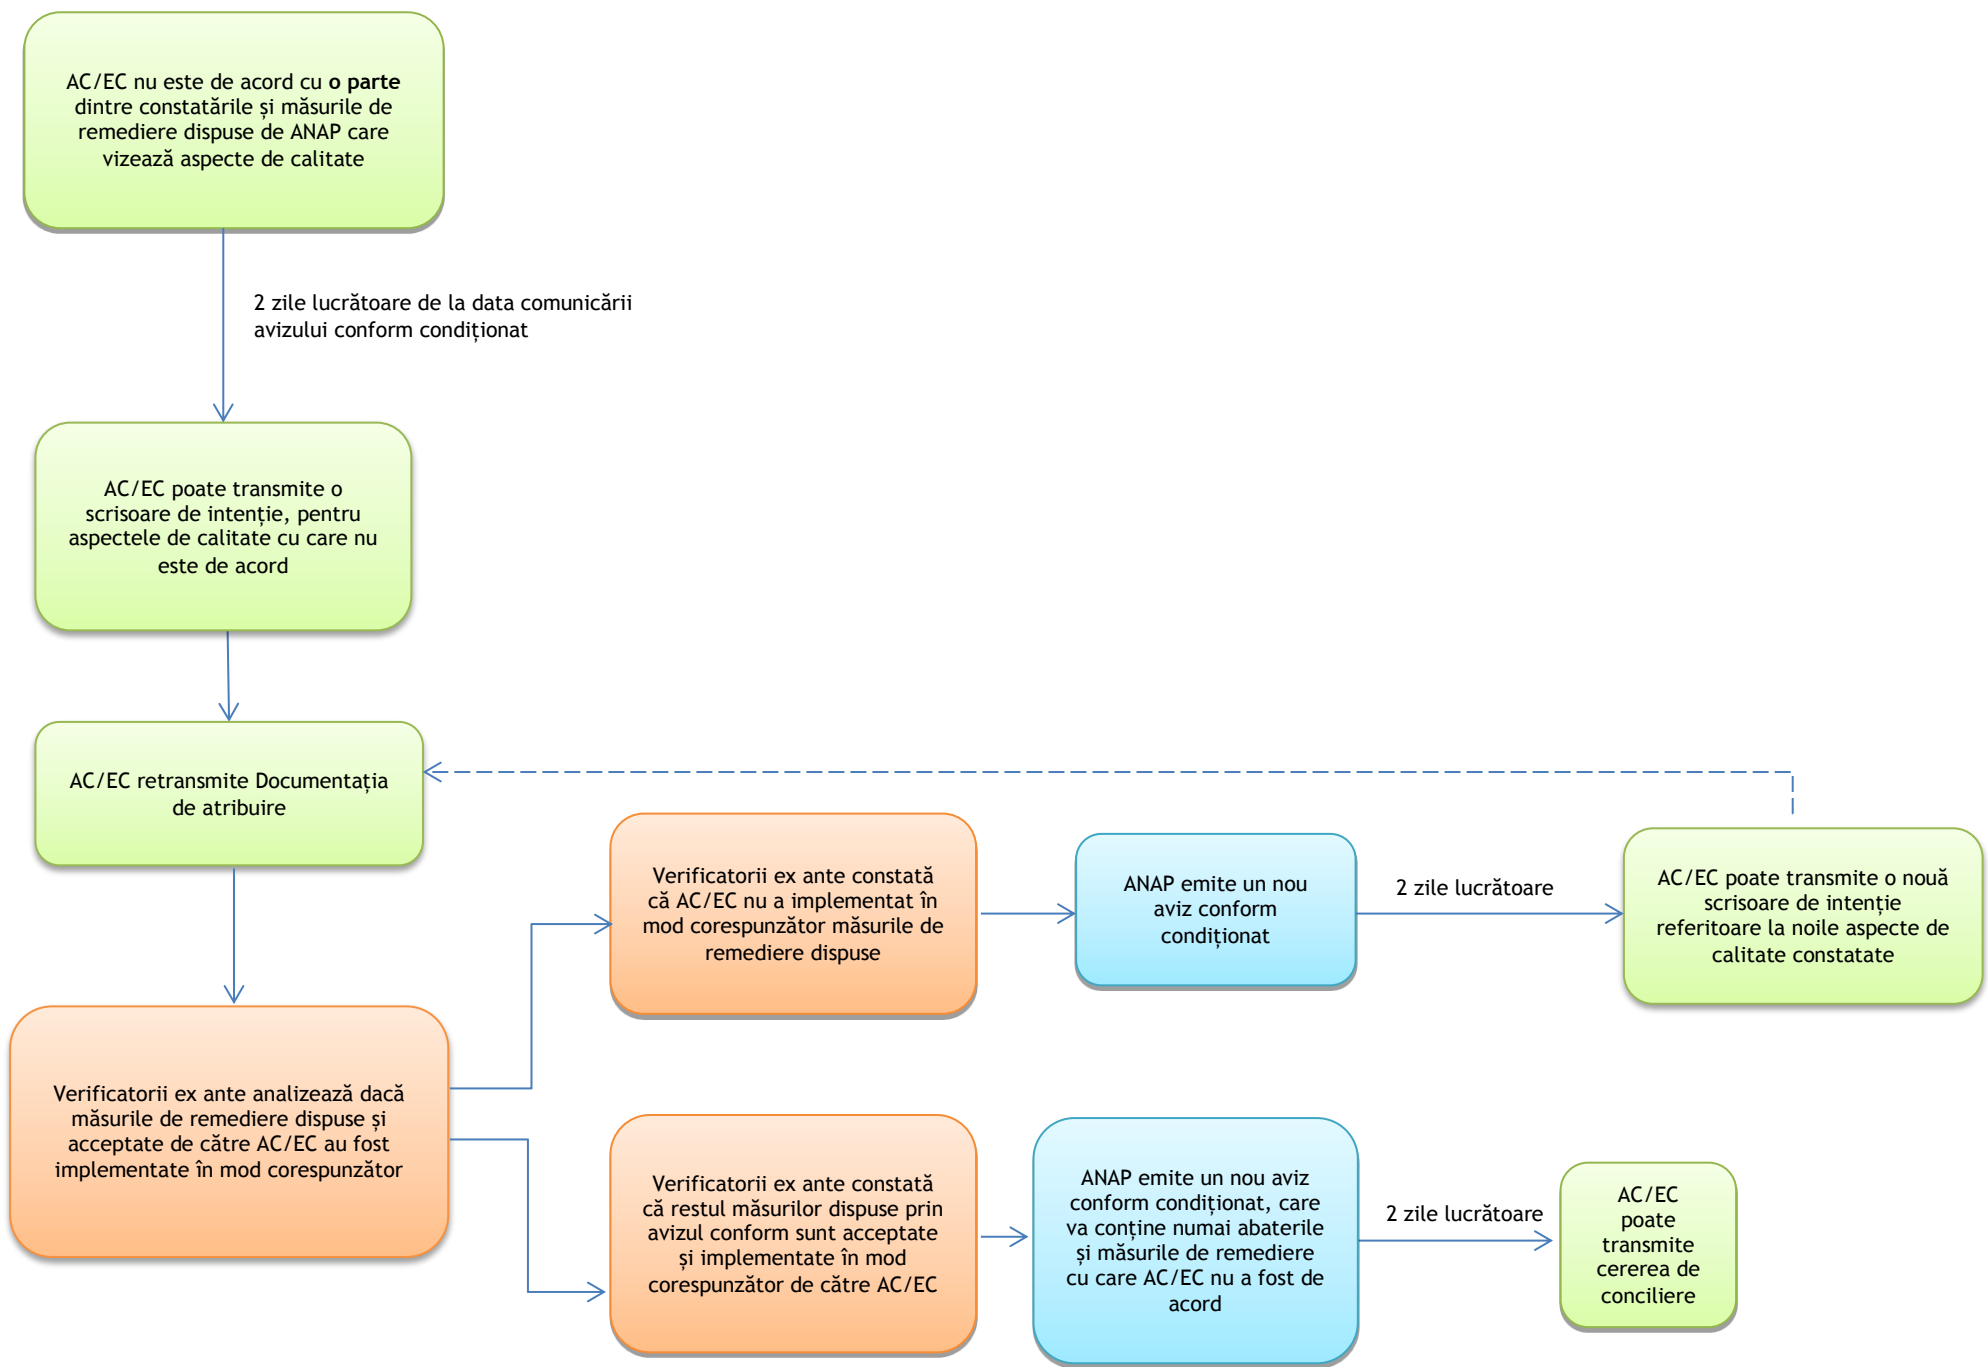 AC/EC nu este de acord cu o parte
dintre constatările și măsurile de
remediere dispuse de ANAP care
vizează aspecte de calitate
2 zile lucrătoare de la data comunicării
avizului conform condiționat
AC/EC poate transmite o
scrisoare de intenție, pentru
aspectele de calitate cu care nu
este de acord
AC/EC retransmite Documentația
de atribuire
Verificatorii ex ante constată
că AC/EC nu a implementat în
mod corespunzător măsurile de
remediere dispuse
ANAP emite un nou
aviz conform
condiționat
2 zile lucrătoare
AC/EC poate transmite o nouă
scrisoare de intenție
referitoare la noile aspecte de
calitate constatate
Verificatorii ex ante analizează dacă
măsurile de remediere dispuse și
acceptate de către AC/EC au fost
implementate în mod corespunzător
Verificatorii ex ante constată
că restul măsurilor dispuse prin
avizul conform sunt acceptate
și implementate în mod
corespunzător de către AC/EC
ANAP emite un nou aviz
conform condiționat, care
va conține numai abaterile
și măsurile de remediere
cu care AC/EC nu a fost de
acord
2 zile lucrătoare
AC/EC
poate
transmite
cererea de
conciliere